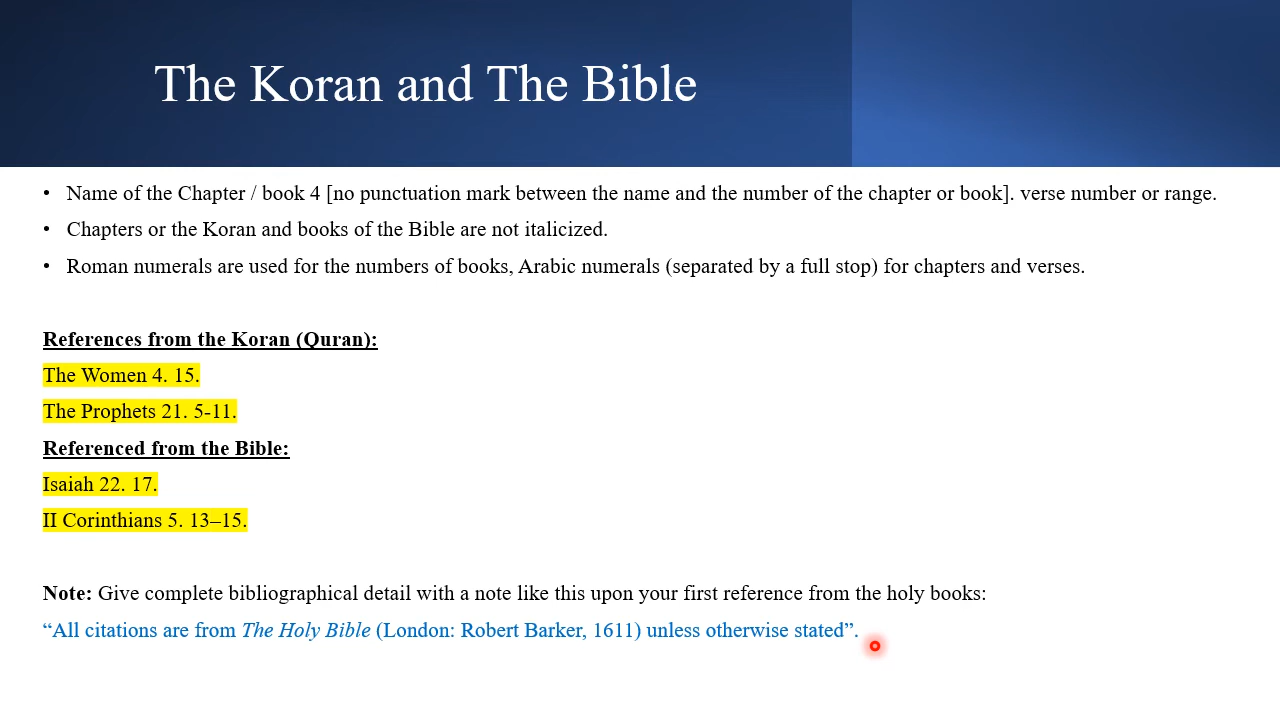 The Koran and The Bible
• Name of the Chapter / book 4 [no punctuation mark between the name and the number of the chapter or book]. verse number or range.
• Chapters or the Koran and books of the Bible are not italicized.
• Roman numerals are used for the numbers of books, Arabic numerals (separated by a full stop) for chapters and verses.
References from the Koran (Quran):
The Women 4. 15.
The Prophets 21. 5-11.
Referenced from the Bible:
Isaiah 22. 17.
II Corinthians 5. 13–15.
Note: Give complete bibliographical detail with a note like this upon your first reference from the holy books:
“All citations are from The Holy Bible (London: Robert Barker, 1611) unless otherwise stated”.